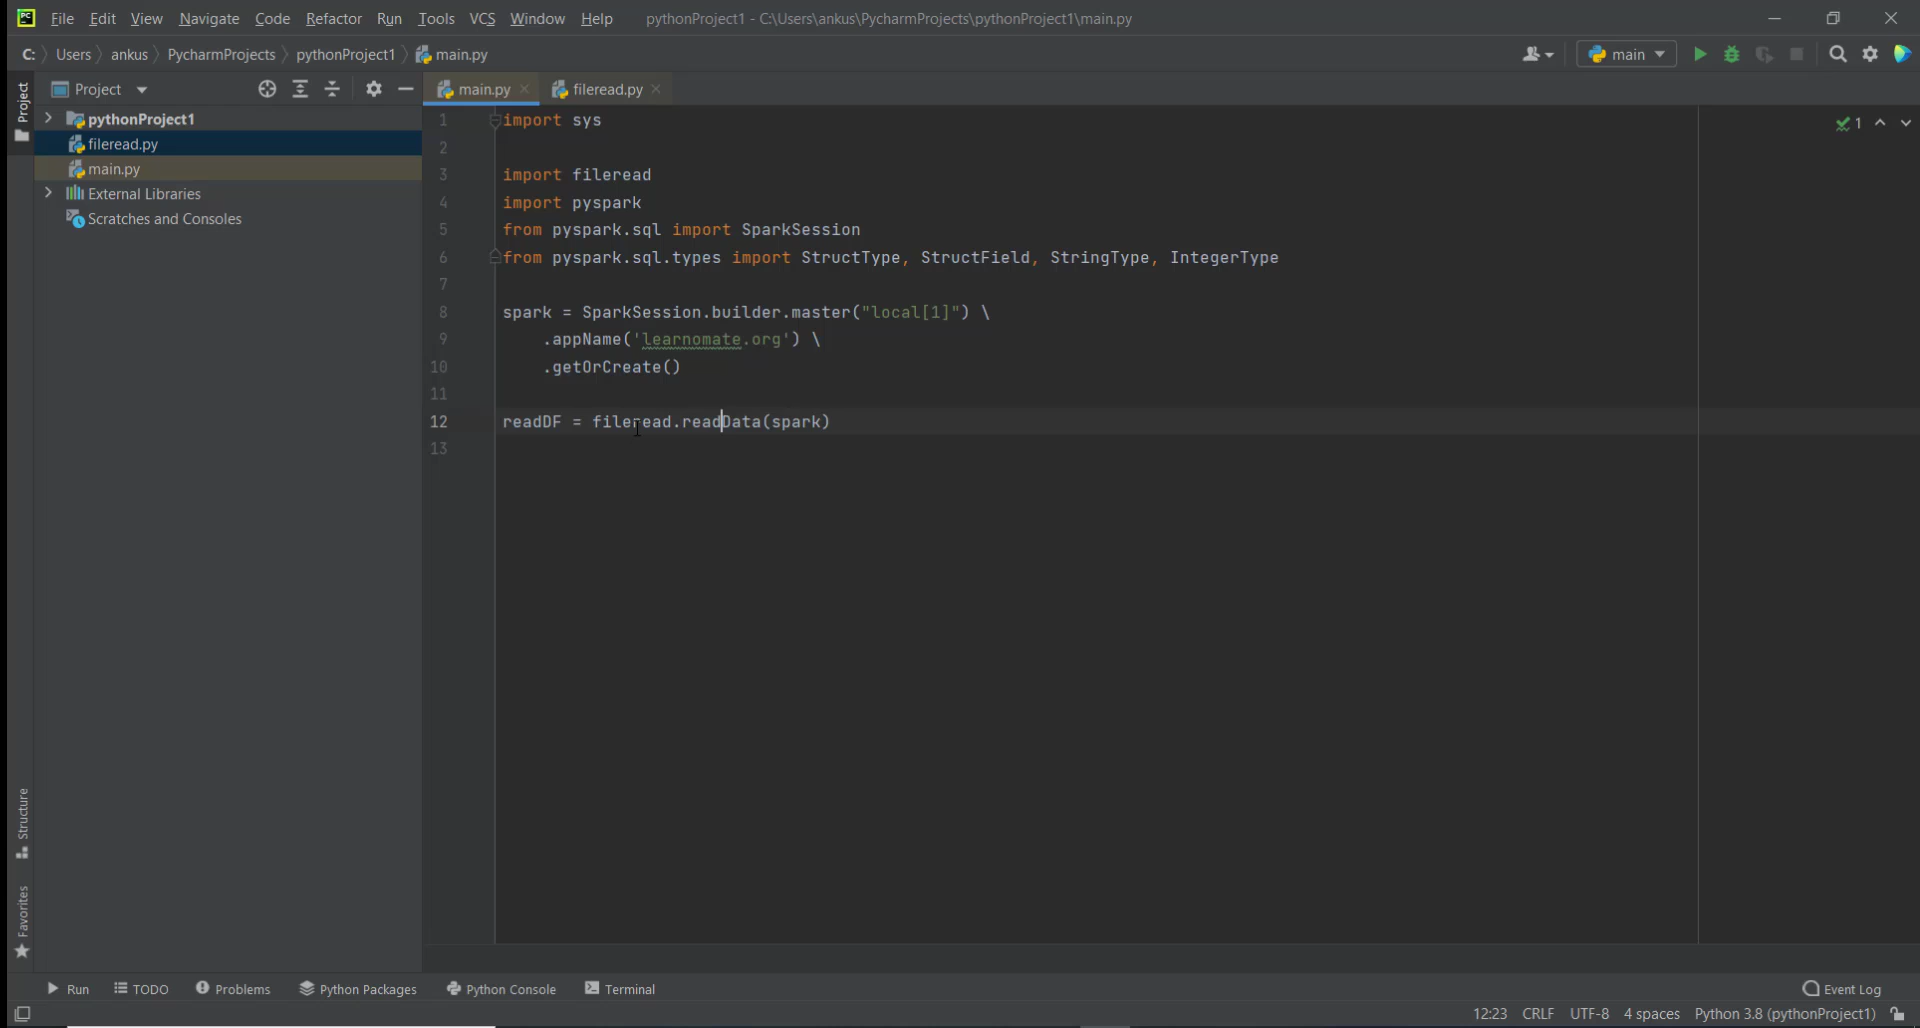 PC File Edit View Navigate Code Refactor Run Tools VCS Window Help pythonProject1 - C:\Users\ankus\PycharmProjects\pythonProject1\main.py
C: Users ankus PycharmProjects pythonProject1 main.py main
Project
Project
main.py
fileread.py
pythonProject1
fileread.py
main.py
External Libraries
Scratches and Consoles
1 import sys
2
3 import fileread
4 import pyspark
5 from pyspark.sql import SparkSession
6 from pyspark.sql.types import StructType, StructField, StringType, IntegerType
7
8 spark = SparkSession.builder.master("local[1]") \
9 .appName('learnomate.org') \
10 .getOrCreate()
11
12 readDF = fileread.readData(spark)
13
1
Structure
Favorites
Run TODO Problems Python Packages Python Console Terminal Event Log
12:23 CRLF UTF-8 4 spaces Python 3.8 (pythonProject1)